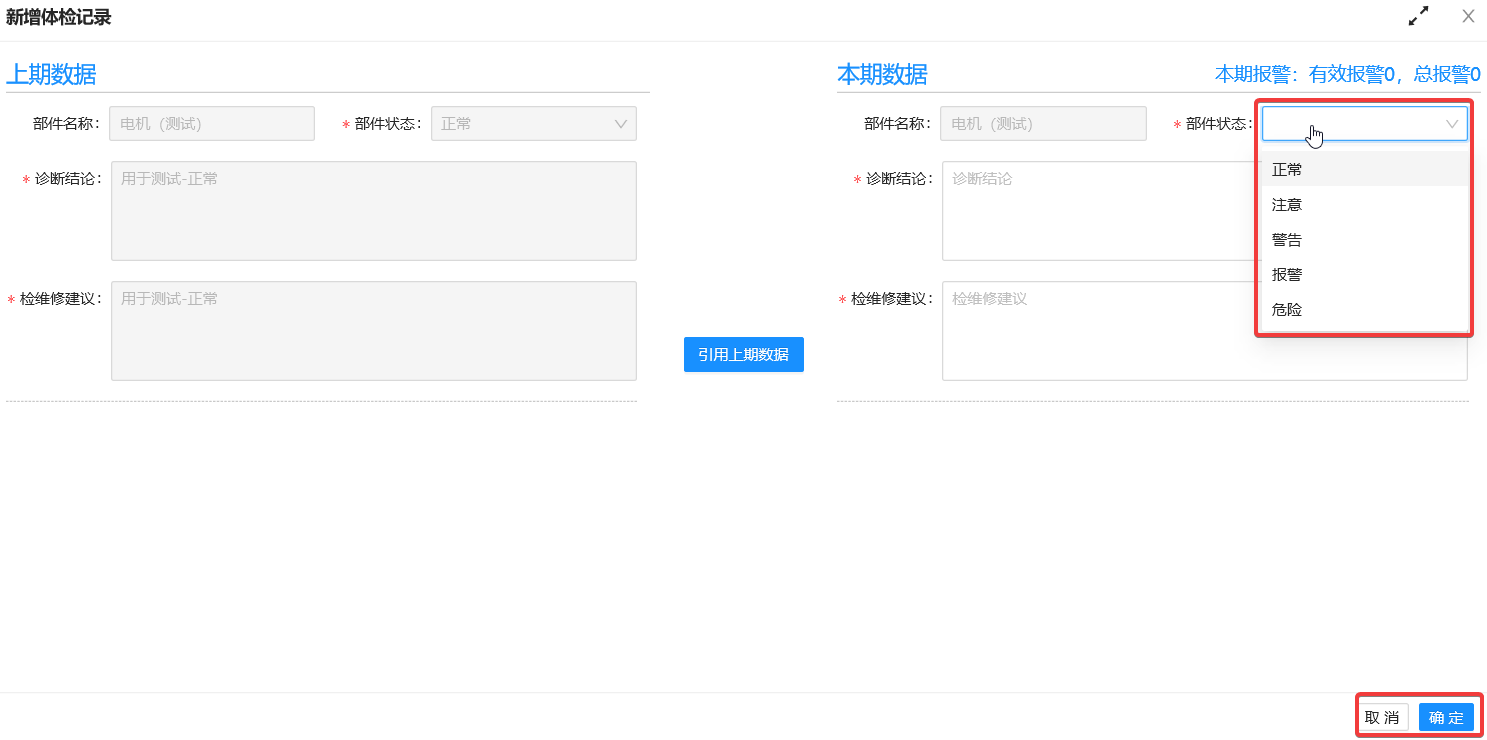 新增体检记录
上期数据
部件名称： 电机（测试） * 部件状态： 正常
* 诊断结论： 用于测试-正常
* 检维修建议： 用于测试-正常
引用上期数据
本期数据 本期报警：有效报警0，总报警0
部件名称： 电机（测试） * 部件状态：
正常
注意
警告
报警
危险
* 诊断结论： 诊断结论
* 检维修建议： 检维修建议
取 消 确 定